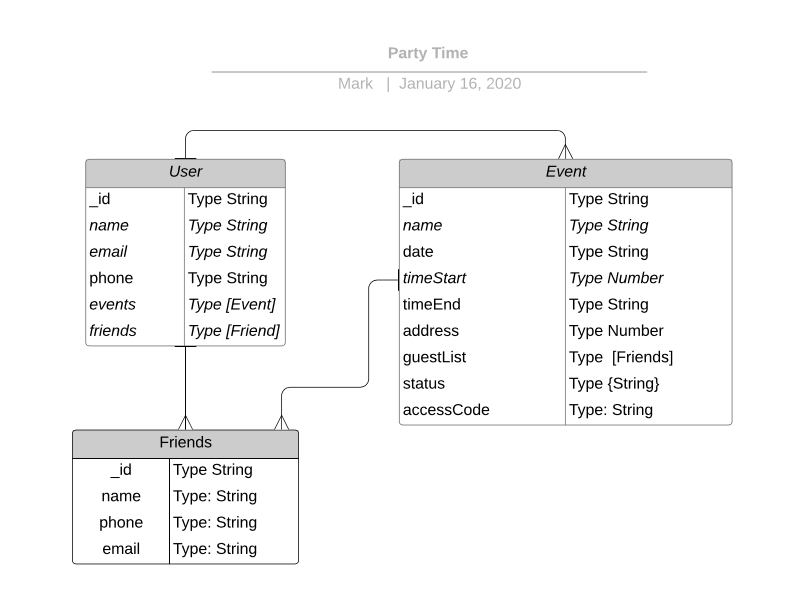 Party Time
Mark | January 16, 2020
User
_id Type String
name Type String
email Type String
phone Type String
events Type [Event]
friends Type [Friend]
Event
_id Type String
name Type String
date Type String
timeStart Type Number
timeEnd Type String
address Type Number
guestList Type [Friends]
status Type {String}
accessCode Type: String
Friends
_id Type String
name Type: String
phone Type: String
email Type: String